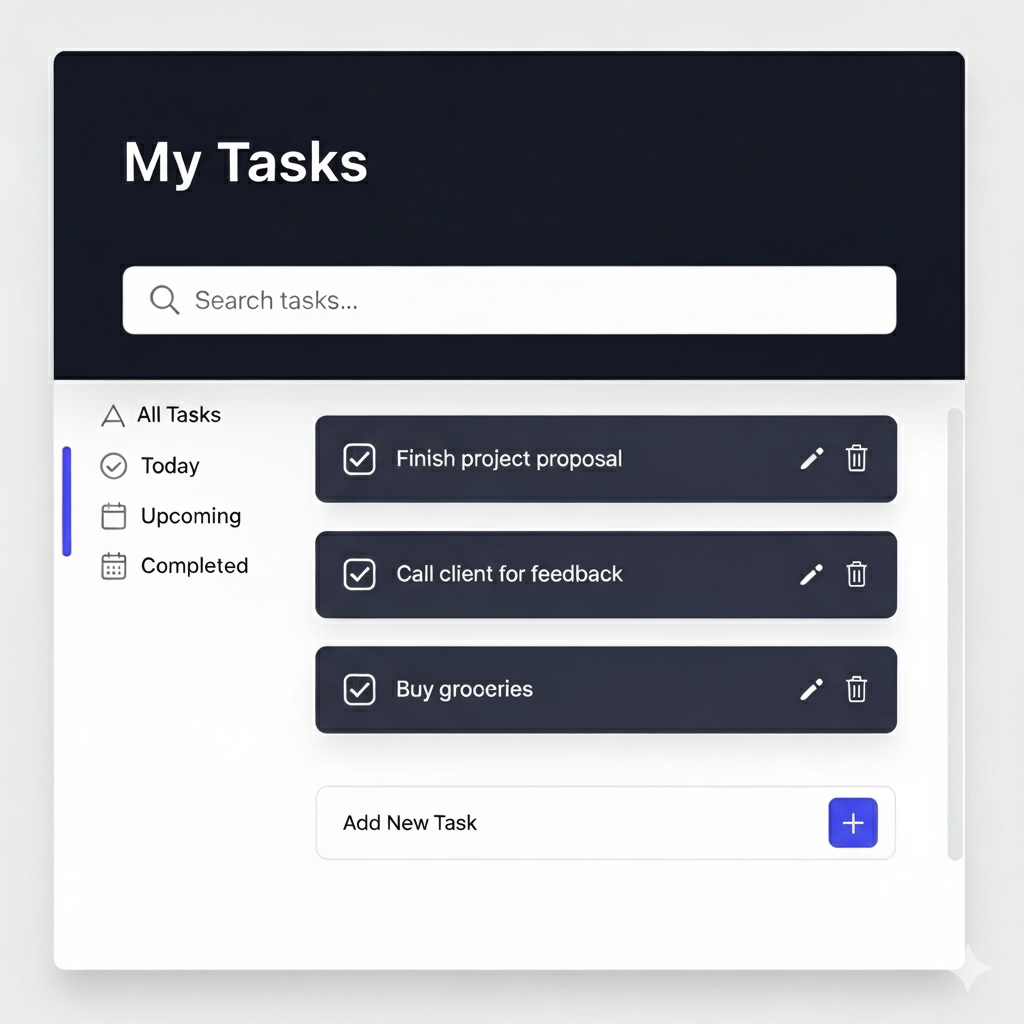 My Tasks
Search tasks...
All Tasks
Today
Upcoming
Completed
Finish project proposal
Call client for feedback
Buy groceries
Add New Task